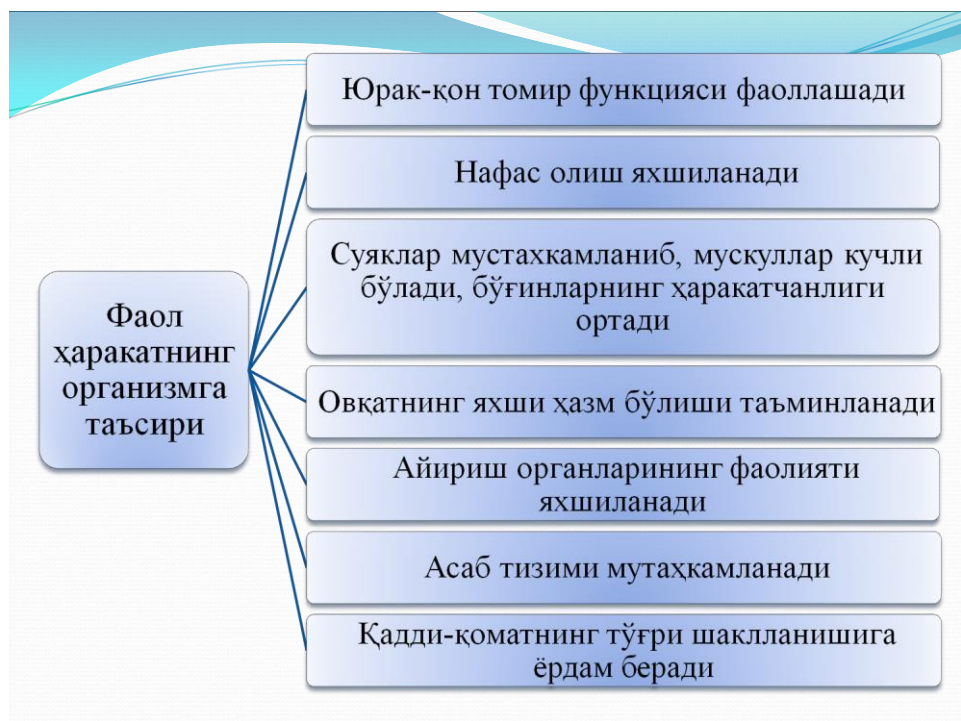 Фаол
ҳаракатнинг
организмга
таъсири
Юрак-қон томир функцияси фаоллашади
Нафас олиш яхшиланади
Суяклар мустахкамланиб, мускуллар кучли
бўлади, бўғинларнинг ҳаракатчанлиги
ортади
Овқатнинг яхши ҳазм бўлиши таъминланади
Айириш органларининг фаолияти
яхшиланади
Асаб тизими мутаҳкамланади
Қадди-қоматнинг тўғри шаклланишига
ёрдам беради